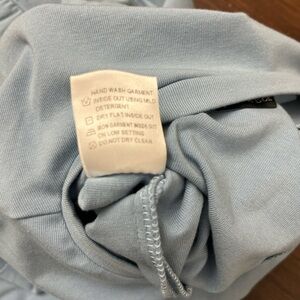 HAND WASH GARMENT
INSIDE OUT USING MILD
DETERGENT
DRY FLAT INSIDE OUT
IRON GARMENT INSIDE OUT
ON LOW SETTING
DO NOT DRY CLEAN